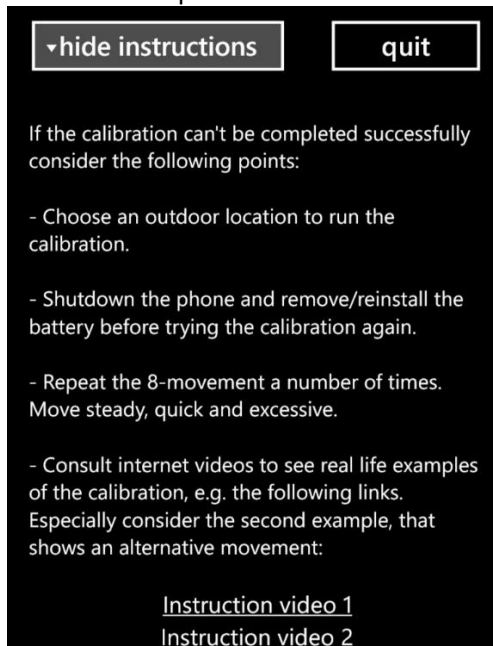 ▾hide instructions
quit
If the calibration can't be completed successfully
consider the following points:
- Choose an outdoor location to run the
calibration.
- Shutdown the phone and remove/reinstall the
battery before trying the calibration again.
- Repeat the 8-movement a number of times.
Move steady, quick and excessive.
- Consult internet videos to see real life examples
of the calibration, e.g. the following links.
Especially consider the second example, that
shows an alternative movement:
Instruction video 1
Instruction video 2